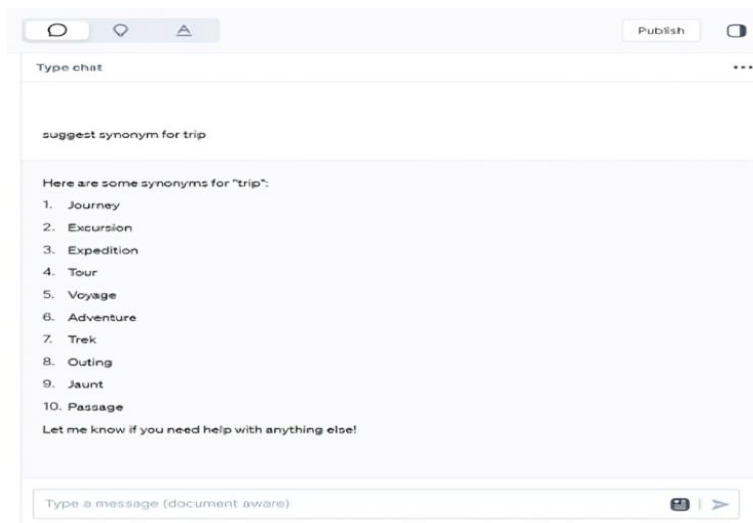 Publish
Type chat
suggest synonym for trip
Here are some synonyms for "trip":
1. Journey
2. Excursion
3. Expedition
4. Tour
5. Voyage
6. Adventure
7. Trek
8. Outing
9. Jaunt
10. Passage
Let me know if you need help with anything else!
Type a message (document aware)